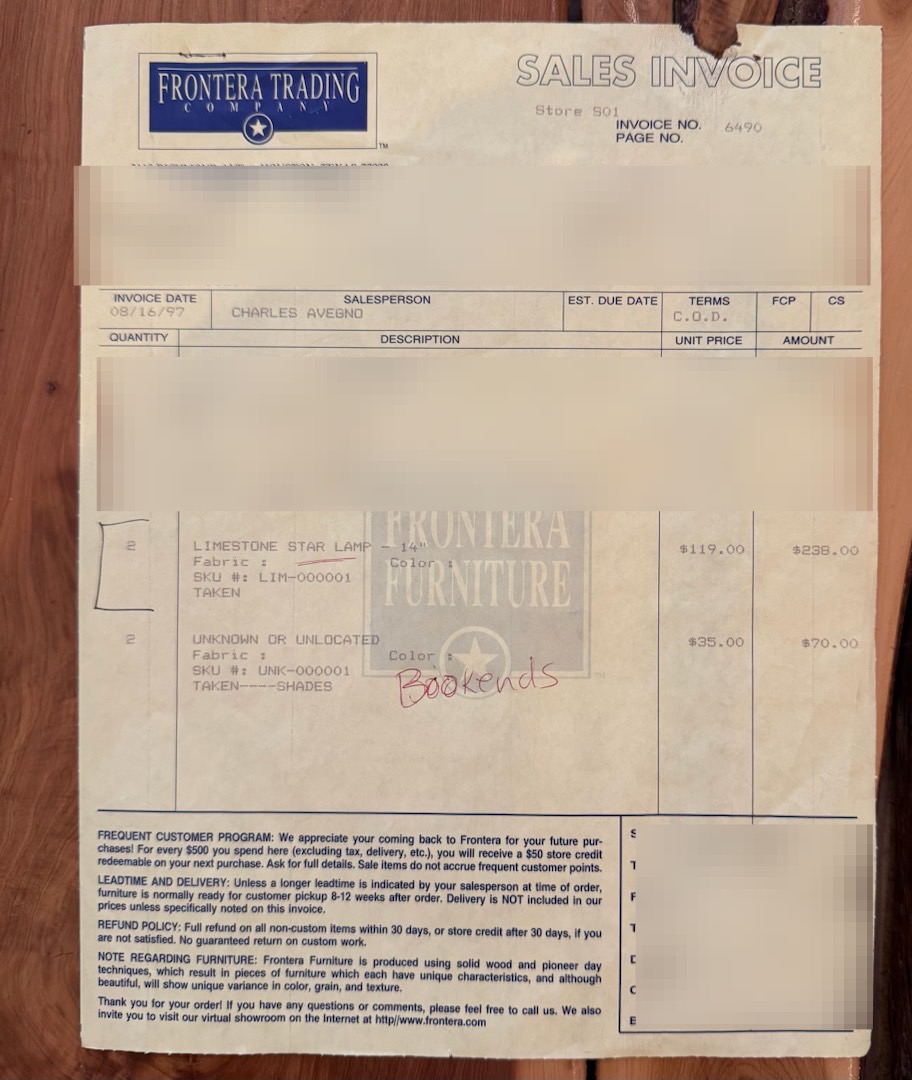 FRONTERA TRADING
COMPANY
TM
SALES INVOICE
Store S01
INVOICE NO. 6490
PAGE NO.
INVOICE DATE SALESPERSON EST. DUE DATE TERMS FCP CS
08/16/97 CHARLES AVEGNO C.O.D.
QUANTITY DESCRIPTION UNIT PRICE AMOUNT
FRONTERA
FURNITURE
2 LIMESTONE STAR LAMP - 14" $119.00 $238.00
Fabric : Color :
SKU #: LIM-000001
TAKEN
2 UNKNOWN OR UNLOCATED $35.00 $70.00
Fabric : Color :
SKU #: UNK-000001
TAKEN----SHADES
Bookends
FREQUENT CUSTOMER PROGRAM: We appreciate your coming back to Frontera for your future pur-
chases! For every $500 you spend here (excluding tax, delivery, etc.), you will receive a $50 store credit
redeemable on your next purchase. Ask for full details. Sale items do not accrue frequent customer points.
LEADTIME AND DELIVERY: Unless a longer leadtime is indicated by your salesperson at time of order,
furniture is normally ready for customer pickup 8-12 weeks after order. Delivery is NOT included in our
prices unless specifically noted on this invoice.
REFUND POLICY: Full refund on all non-custom items within 30 days, or store credit after 30 days, if you
are not satisfied. No guaranteed return on custom work.
NOTE REGARDING FURNITURE: Frontera Furniture is produced using solid wood and pioneer day
techniques, which result in pieces of furniture which each have unique characteristics, and although
beautiful, will show unique variance in color, grain, and texture.
Thank you for your order! If you have any questions or comments, please feel free to call us. We also
invite you to visit our virtual showroom on the Internet at http//www.frontera.com